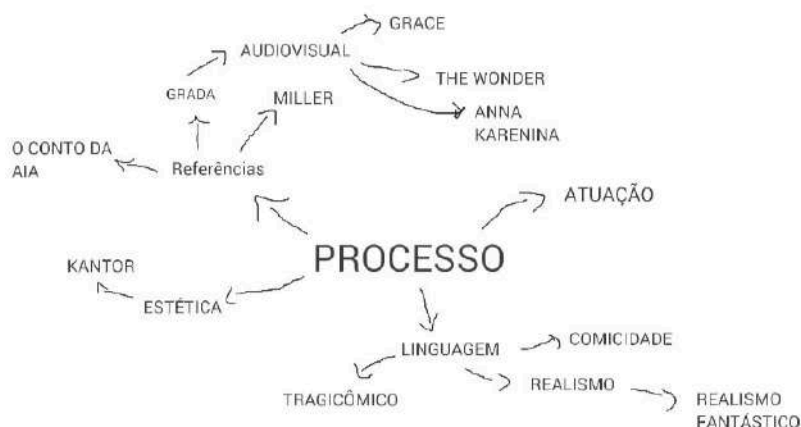 GRACE
AUDIOVISUAL
THE WONDER
GRADA
MILLER
ANNA
KARENINA
O CONTO DA
AIA
Referências
ATUAÇÃO
PROCESSO
KANTOR
ESTÉTICA
COMICIDADE
LINGUAGEM
REALISMO
TRAGICÔMICO
REALISMO
FANTÁSTICO